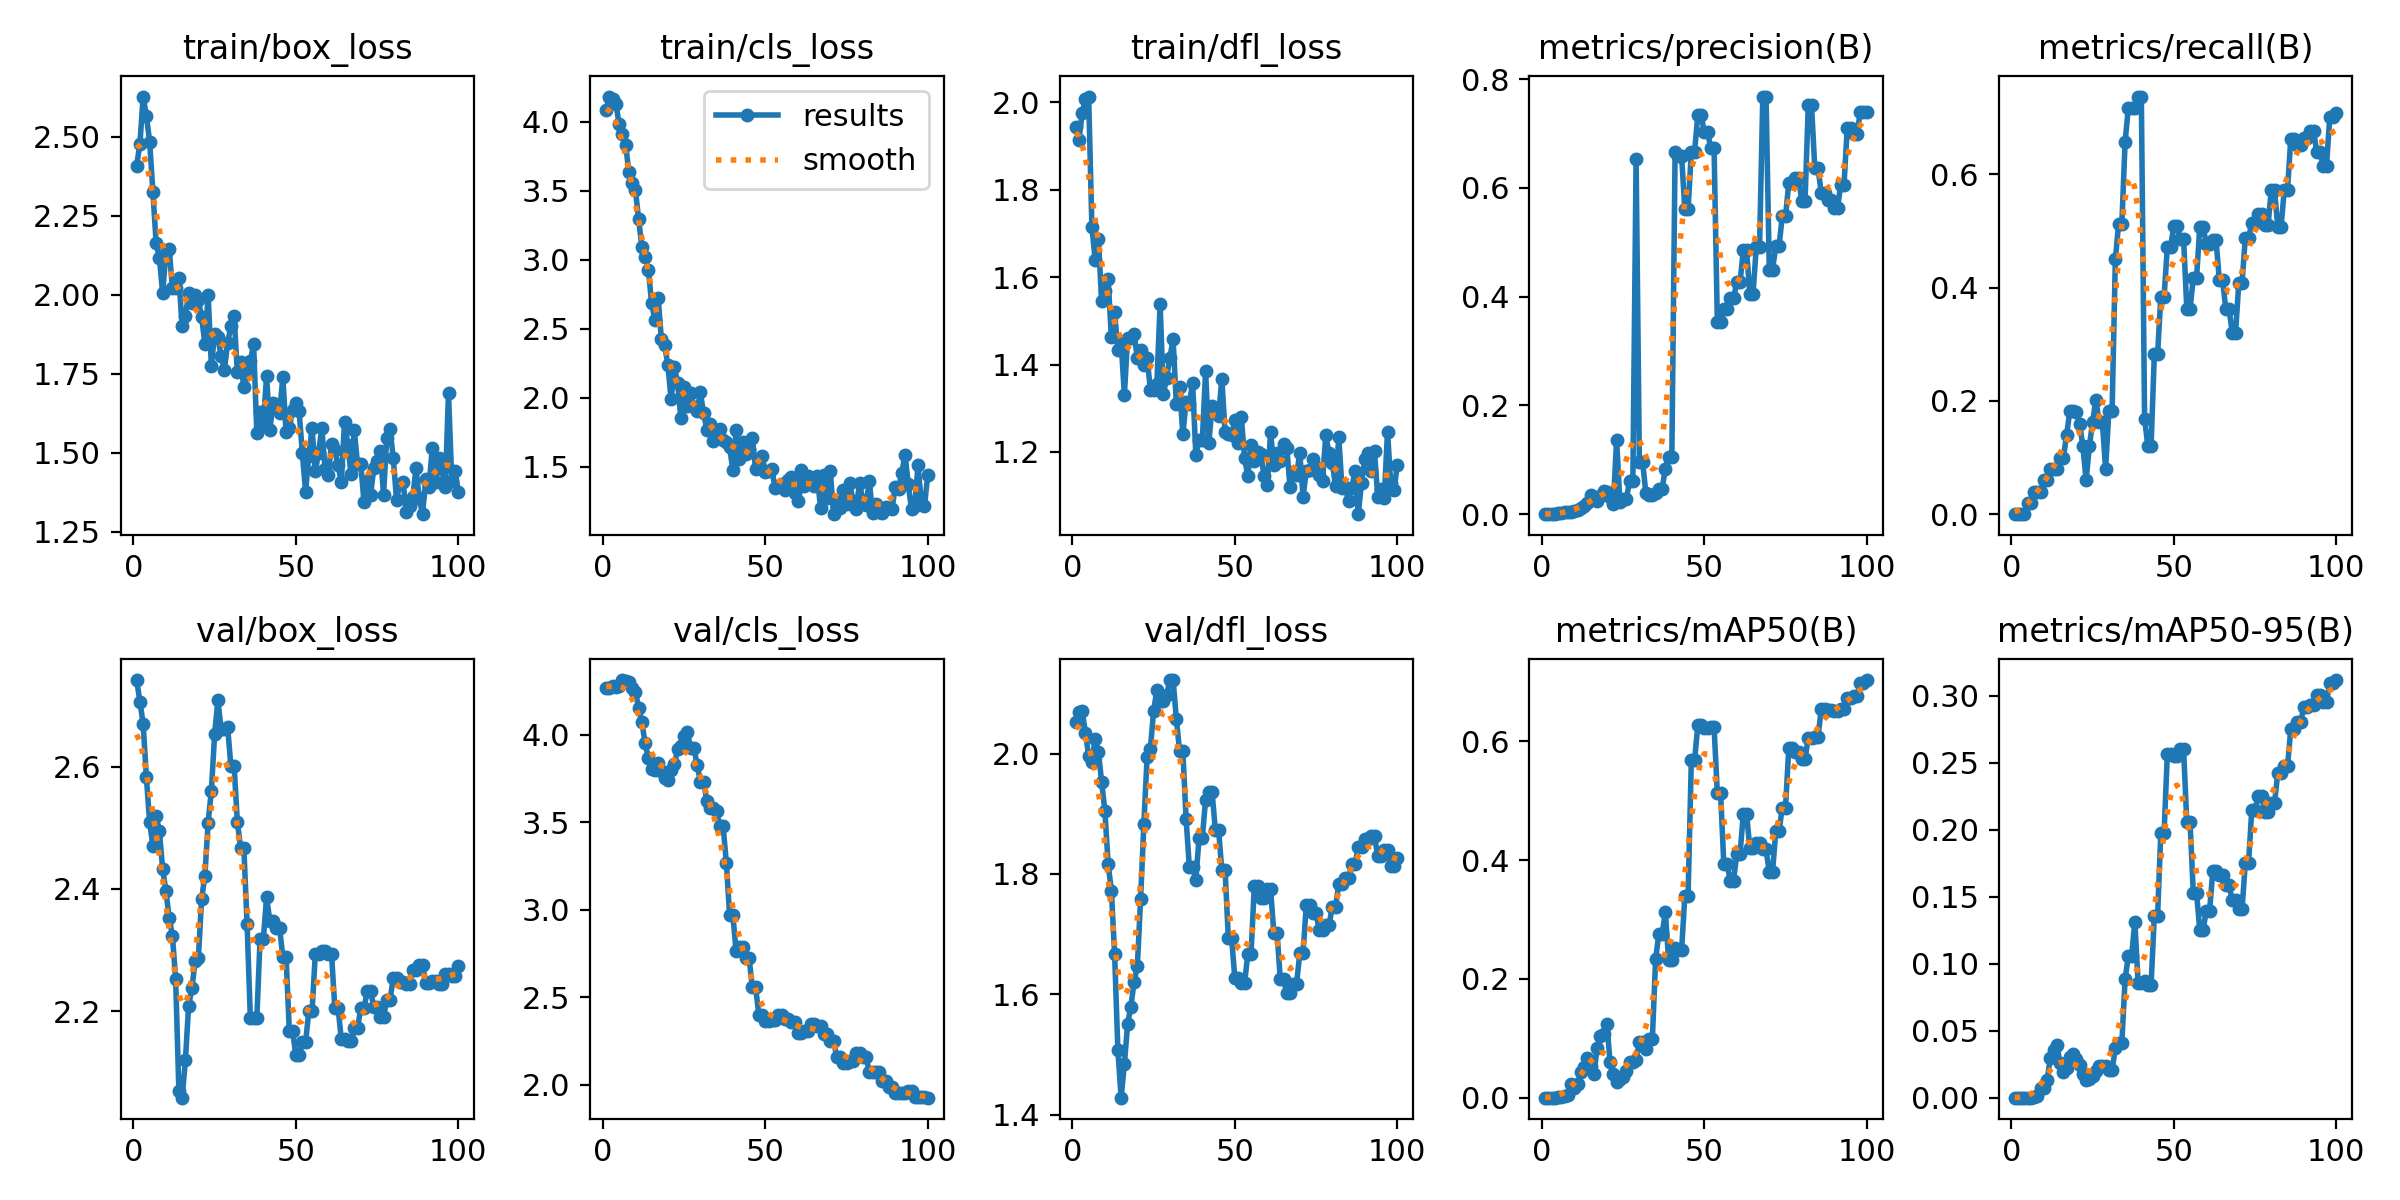 train/box_loss
2.50
2.25
2.00
1.75
1.50
1.25
0 50 100
train/cls_loss
results
smooth
4.0
3.5
3.0
2.5
2.0
1.5
0 50 100
train/dfl_loss
2.0
1.8
1.6
1.4
1.2
0 50 100
metrics/precision(B)
0.8
0.6
0.4
0.2
0.0
0 50 100
metrics/recall(B)
0.6
0.4
0.2
0.0
0 50 100
val/box_loss
2.6
2.4
2.2
0 50 100
val/cls_loss
4.0
3.5
3.0
2.5
2.0
0 50 100
val/dfl_loss
2.0
1.8
1.6
1.4
0 50 100
metrics/mAP50(B)
0.6
0.4
0.2
0.0
0 50 100
metrics/mAP50-95(B)
0.30
0.25
0.20
0.15
0.10
0.05
0.00
0 50 100